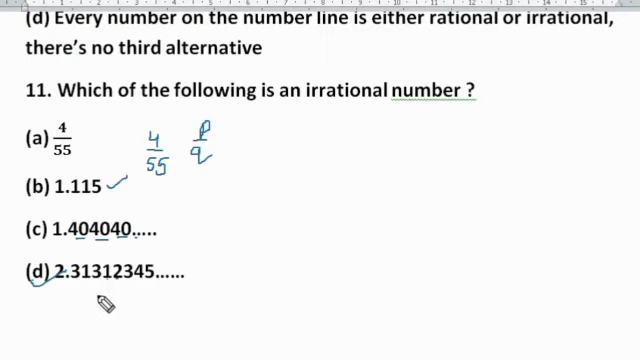 (d) Every number on the number line is either rational or irrational,
there's no third alternative
11. Which of the following is an irrational number ?
(a) 4/55 4/55 p/q
(b) 1.115
(c) 1.404040.....
(d) 2.31312345......